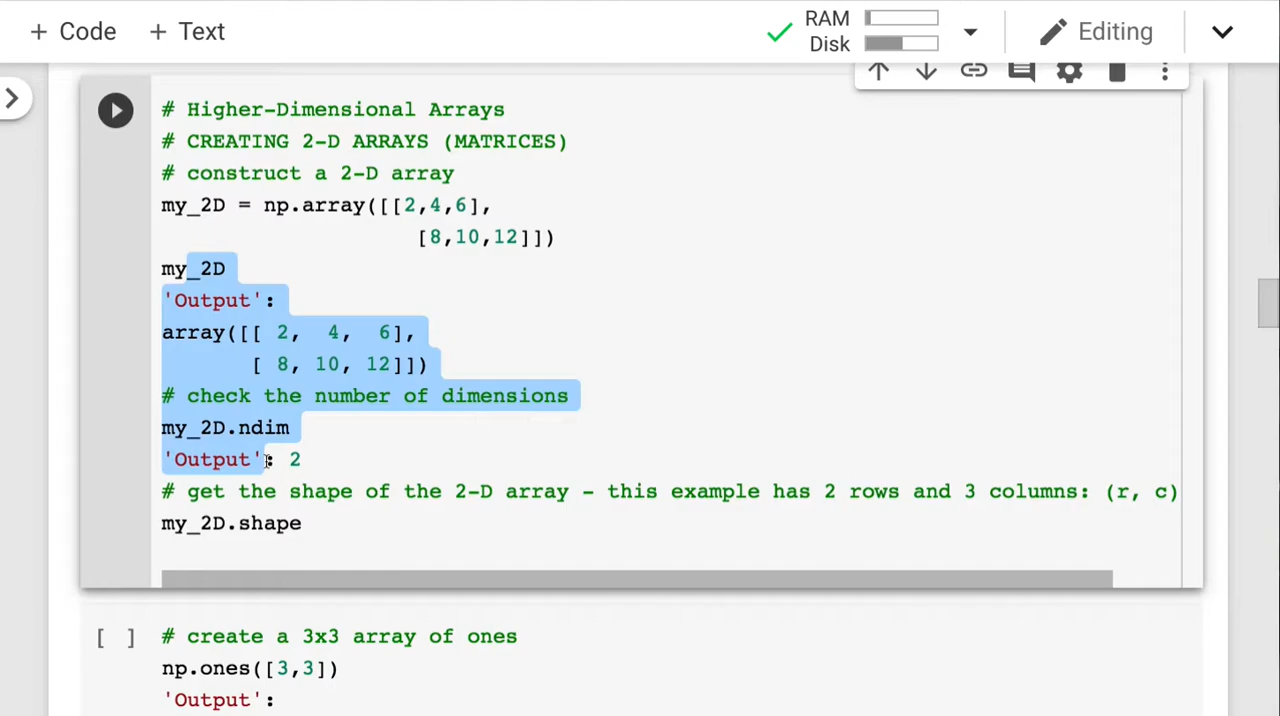 + Code + Text
RAM
Disk
Editing
# Higher-Dimensional Arrays
# CREATING 2-D ARRAYS (MATRICES)
# construct a 2-D array
my_2D = np.array([[2,4,6],
[8,10,12]])
my_2D
'Output':
array([[ 2, 4, 6],
[ 8, 10, 12]])
# check the number of dimensions
my_2D.ndim
'Output': 2
# get the shape of the 2-D array - this example has 2 rows and 3 columns: (r, c)
my_2D.shape
[ ] # create a 3x3 array of ones
np.ones([3,3])
'Output':